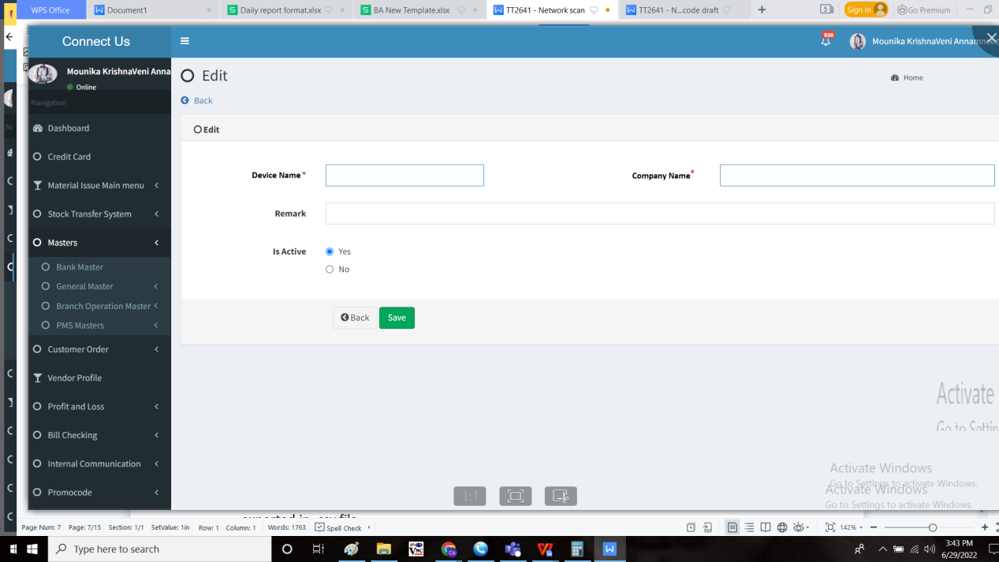 WPS Office
Document1
Daily report format.xlsx
BA New Template.xlsx
TT2641 - Network scan
TT2641 - N...code draft
5
Sign in
Go Premium
Connect Us
930
Mounika KrishnaVeni Annamneed
Mounika KrishnaVeni Anna
Online
Edit
Home
Navigation
Back
Dashboard
Edit
Credit Card
Device Name *
Company Name*
Material Issue Main menu
Stock Transfer System
Remark
Masters
Is Active
Yes
No
Bank Master
General Master
Branch Operation Master
PMS Masters
Back
Save
Customer Order
Vendor Profile
Profit and Loss
Bill Checking
Internal Communication
Promocode
Activate
Go to Settin
Activate Windows
Go to Settings to activate Windows.
Activate Windows
Go to Settings to activate Windows.
1:1
Page Num: 7 Page: 7/15 Section: 1/1 SetValue: 1in Row: 1 Column: 1 Words: 1763 Spell Check
142%
Type here to search
3:43 PM
6/29/2022